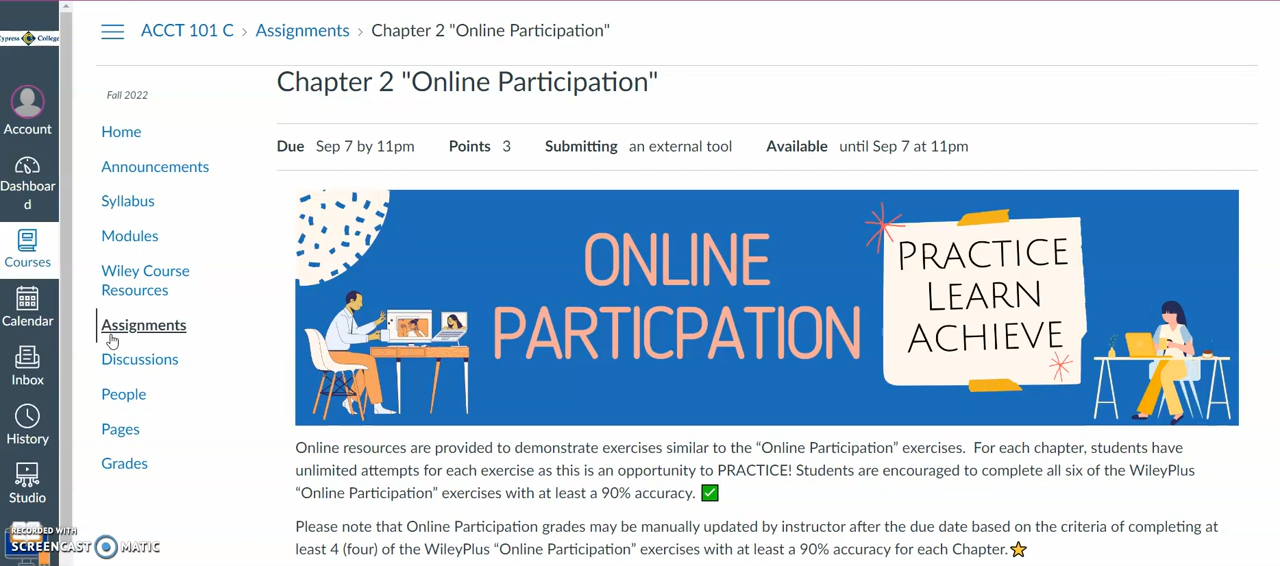 ACCT 101 C > Assignments > Chapter 2 "Online Participation"
Cypress College
Chapter 2 "Online Participation"
Fall 2022
Account
Dashboar
d
Courses
Calendar
Inbox
History
Studio
Home
Announcements
Syllabus
Modules
Wiley Course
Resources
Assignments
Discussions
People
Pages
Grades
Due Sep 7 by 11pm Points 3 Submitting an external tool Available until Sep 7 at 11pm
ONLINE
PARTICPATION
PRACTICE
LEARN
ACHIEVE
Online resources are provided to demonstrate exercises similar to the “Online Participation” exercises. For each chapter, students have
unlimited attempts for each exercise as this is an opportunity to PRACTICE! Students are encouraged to complete all six of the WileyPlus
“Online Participation” exercises with at least a 90% accuracy. ✅
Please note that Online Participation grades may be manually updated by instructor after the due date based on the criteria of completing at
least 4 (four) of the WileyPlus “Online Participation” exercises with at least a 90% accuracy for each Chapter.⭐
RECORDED WITH
SCREENCAST MATIC